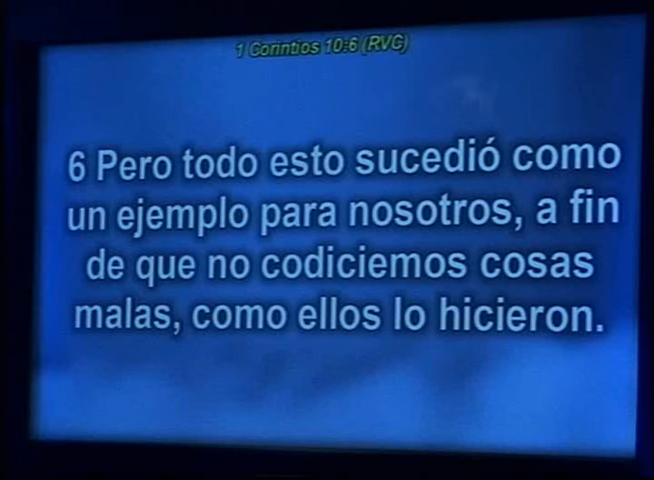 1 Corintios 10:6 (RVC)
6 Pero todo esto sucedió como
un ejemplo para nosotros, a fin
de que no codiciemos cosas
malas, como ellos lo hicieron.